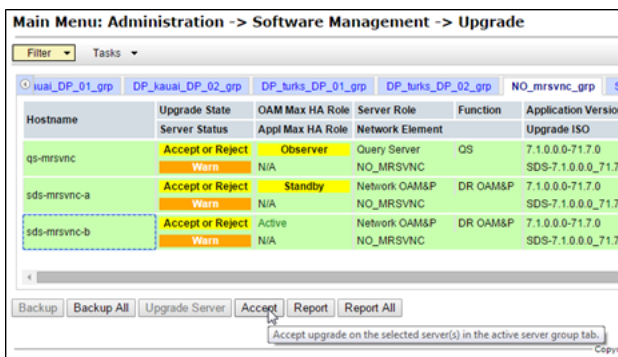 Main Menu: Administration -> Software Management -> Upgrade
Filter Tasks
auai_DP_01_grp DP_kauai_DP_02_grp DP_turks_DP_01_grp DP_turks_DP_02_grp NO_mrsvnc_grp S
Hostname Upgrade State OAM Max HA Role Server Role Function Application Versio
Server Status Appl Max HA Role Network Element Upgrade ISO
qs-mrsvnc Accept or Reject Observer Query Server QS 7.1.0.0.0-71.7.0
Warn N/A NO_MRSVNC SDS-7.1.0.0.0_71.7
sds-mrsvnc-a Accept or Reject Standby Network OAM&P DR OAM&P 7.1.0.0.0-71.7.0
Warn N/A NO_MRSVNC SDS-7.1.0.0.0_71.7
sds-mrsvnc-b Accept or Reject Active Network OAM&P DR OAM&P 7.1.0.0.0-71.7.0
Warn N/A NO_MRSVNC SDS-7.1.0.0.0_71.7
Backup Backup All Upgrade Server Accept Report Report All
Accept upgrade on the selected server(s) in the active server group tab.
Copy